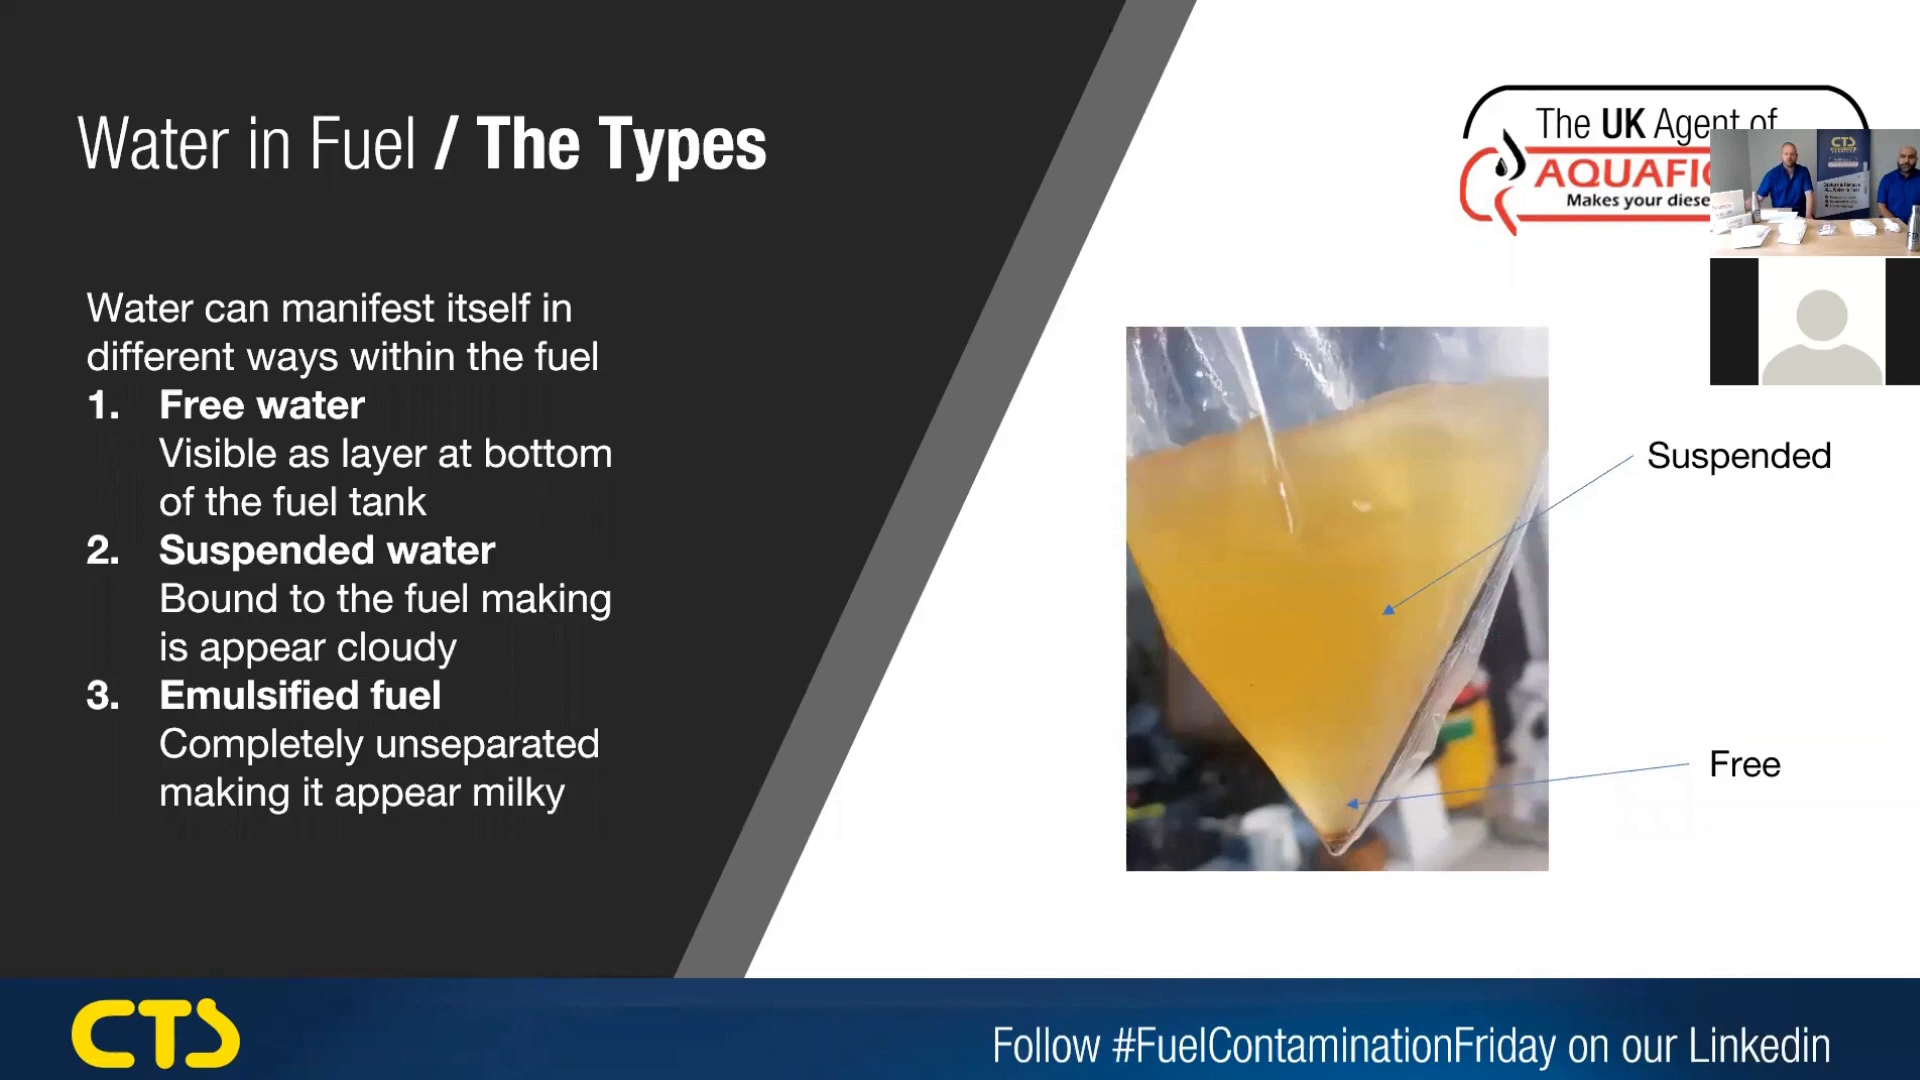 Water in Fuel / The Types
The UK Agent of
AQUAFI
Makes your diese
CTS
Water can manifest itself in
different ways within the fuel
1. Free water
Visible as layer at bottom
of the fuel tank
2. Suspended water
Bound to the fuel making
is appear cloudy
3. Emulsified fuel
Completely unseparated
making it appear milky
Suspended
Free
CTS
Follow #FuelContaminationFriday on our Linkedin